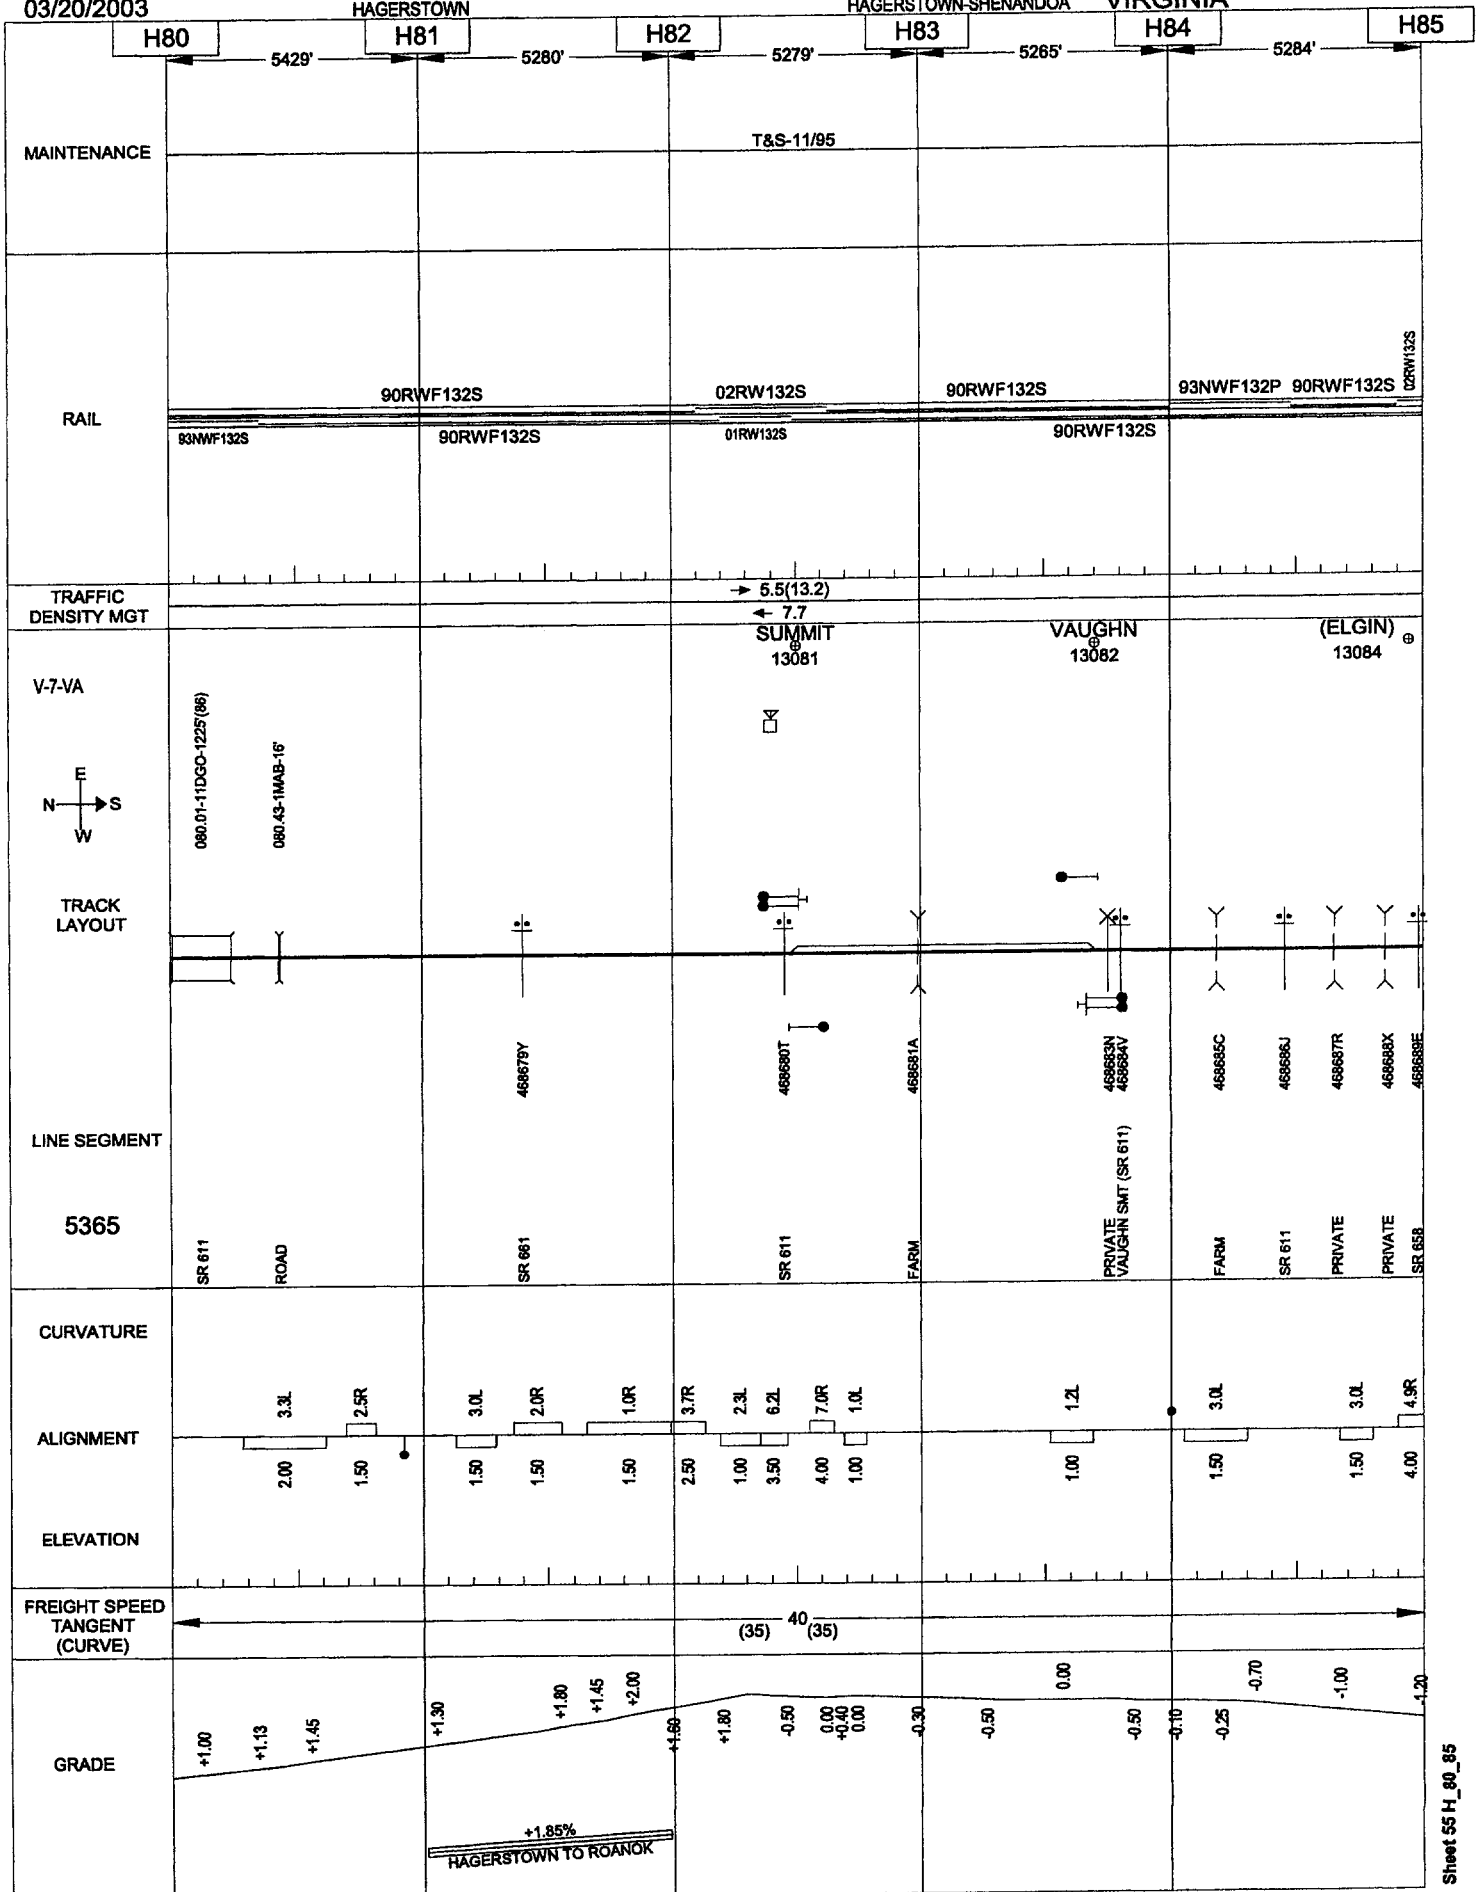 03/20/2003
HAGERSTOWN
HAGERSTOWN-SHENANDOA
VIRGINIA
H80
H81
H82
H83
H84
H85
5429'
5280'
5279'
5265'
5284'
MAINTENANCE
T&S-11/95
RAIL
90RWF132S
02RW132S
90RWF132S
93NWF132P
90RWF132S
02RW132S
93NWF132S
90RWF132S
01RW132S
90RWF132S
TRAFFIC
DENSITY MGT
→ 5.5(13.2)
← 7.7
SUMMIT
13081
VAUGHN
13082
(ELGIN)
13084
V-7-VA
080.01-11DGO-1225'(86)
080.43-1MAB-16'
E
N
S
W
TRACK
LAYOUT
468679Y
468680T
468681A
468683N
468684V
468685C
468686J
468687R
468688X
468689E
LINE SEGMENT
5365
SR 611
ROAD
SR 661
SR 611
FARM
PRIVATE
VAUGHN SMT (SR 611)
FARM
SR 611
PRIVATE
PRIVATE
SR 658
CURVATURE
3.3L
2.5R
3.0L
2.0R
1.0R
3.7R
2.3L
6.2L
7.0R
1.0L
1.2L
3.0L
3.0L
4.9R
ALIGNMENT
2.00
1.50
1.50
1.50
1.50
2.50
1.00
3.50
4.00
1.00
1.00
1.50
1.50
4.00
ELEVATION
FREIGHT SPEED
TANGENT
(CURVE)
40
(35)
(35)
GRADE
+1.00
+1.13
+1.45
+1.30
+1.80
+1.45
+2.00
+1.60
+1.80
-0.50
0.00
+0.40
0.00
-0.30
-0.50
0.00
-0.50
-0.10
-0.25
-0.70
-1.00
-1.20
+1.85%
HAGERSTOWN TO ROANOK
Sheet 55 H_80_85